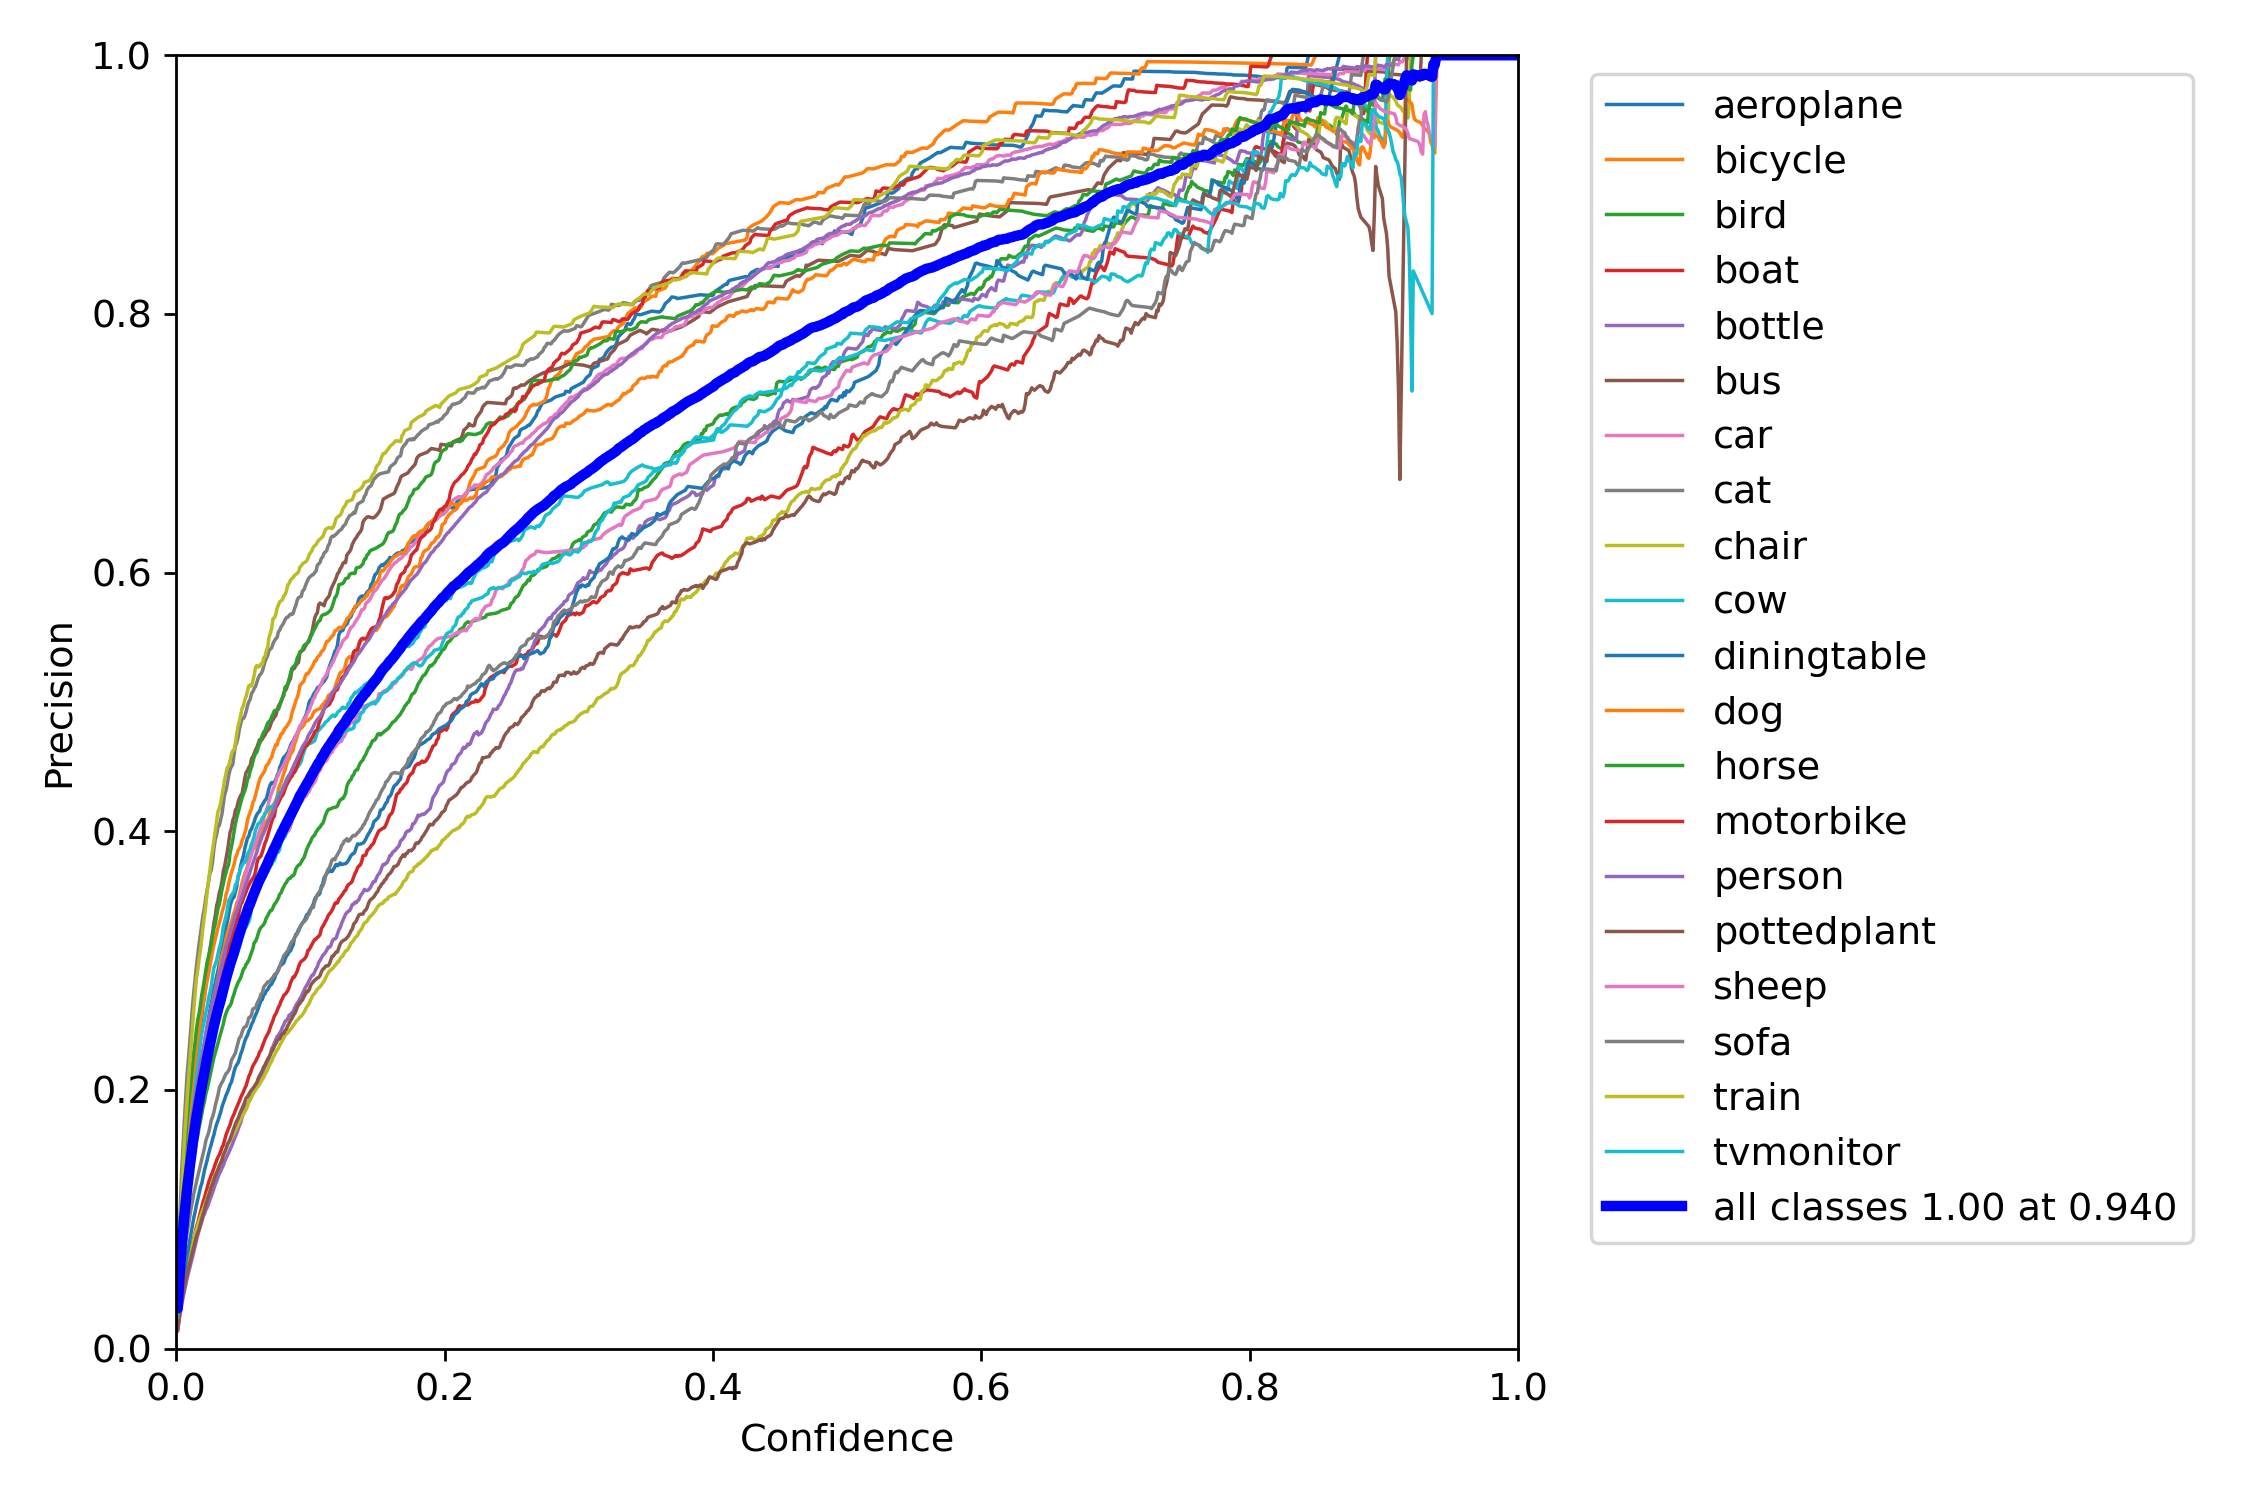 1.0
0.8
0.6
0.4
0.2
0.0
Precision
0.0 0.2 0.4 0.6 0.8 1.0
Confidence
aeroplane
bicycle
bird
boat
bottle
bus
car
cat
chair
cow
diningtable
dog
horse
motorbike
person
pottedplant
sheep
sofa
train
tvmonitor
all classes 1.00 at 0.940